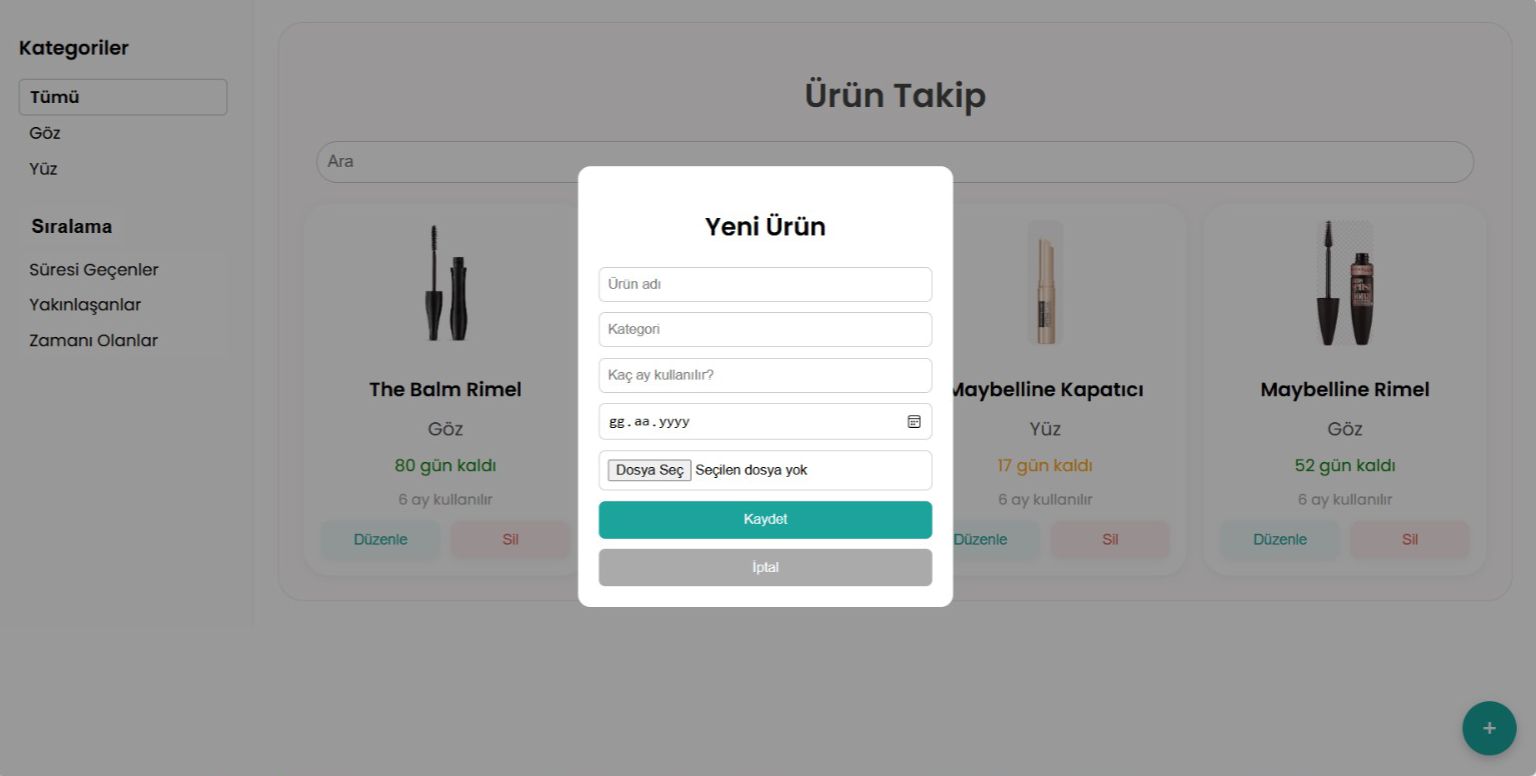 Kategoriler
Tümü
Göz
Yüz
Sıralama
Süresi Geçenler
Yakınlaşanlar
Zamanı Olanlar
Ürün Takip
Ara
The Balm Rimel
Göz
80 gün kaldı
6 ay kullanılır
Düzenle
Sil
Yeni Ürün
Ürün adı
Kategori
Kaç ay kullanılır?
gg.aa.yyyy
Dosya Seç Seçilen dosya yok
Kaydet
İptal
Maybelline Kapatıcı
Yüz
17 gün kaldı
6 ay kullanılır
Düzenle
Sil
Maybelline Rimel
Göz
52 gün kaldı
6 ay kullanılır
Düzenle
Sil
+